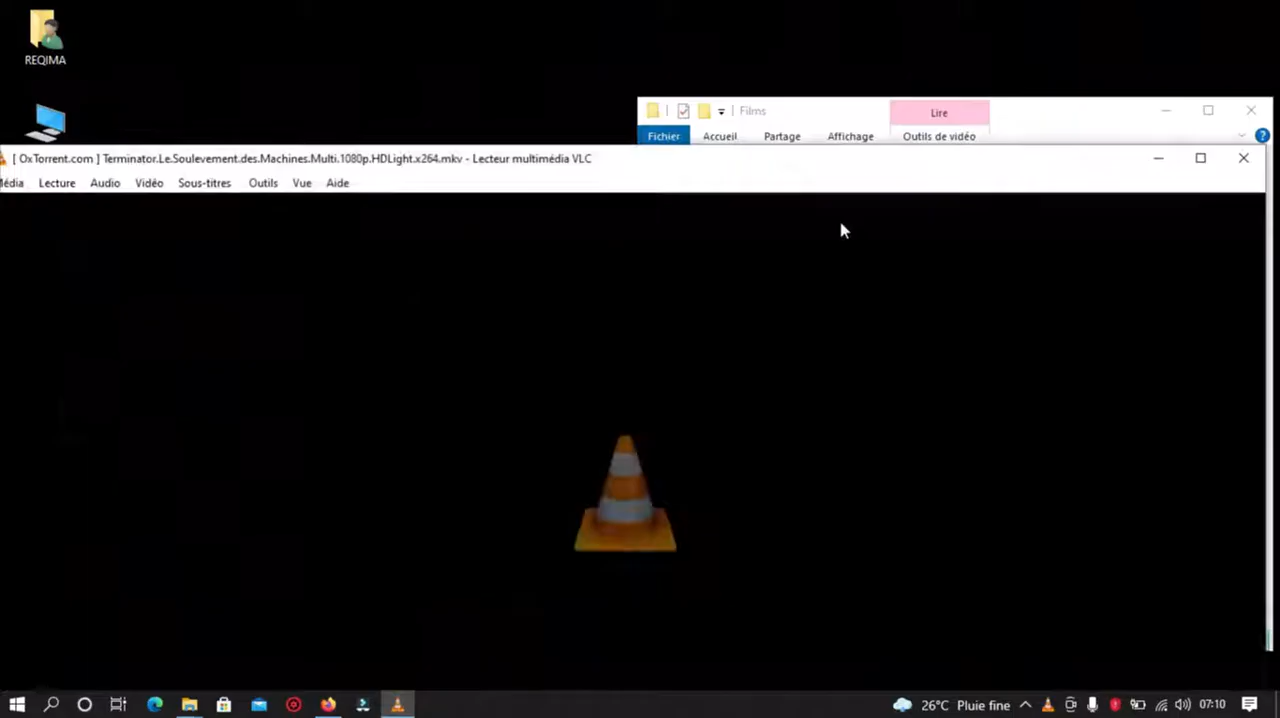 REQIMA
Films
Lire
Fichier Accueil Partage Affichage Outils de vidéo
[ OxTorrent.com ] Terminator.Le.Soulevement.des.Machines.Multi.1080p.HDLight.x264.mkv - Lecteur multimédia VLC
Média Lecture Audio Vidéo Sous-titres Outils Vue Aide
26°C Pluie fine 07:10